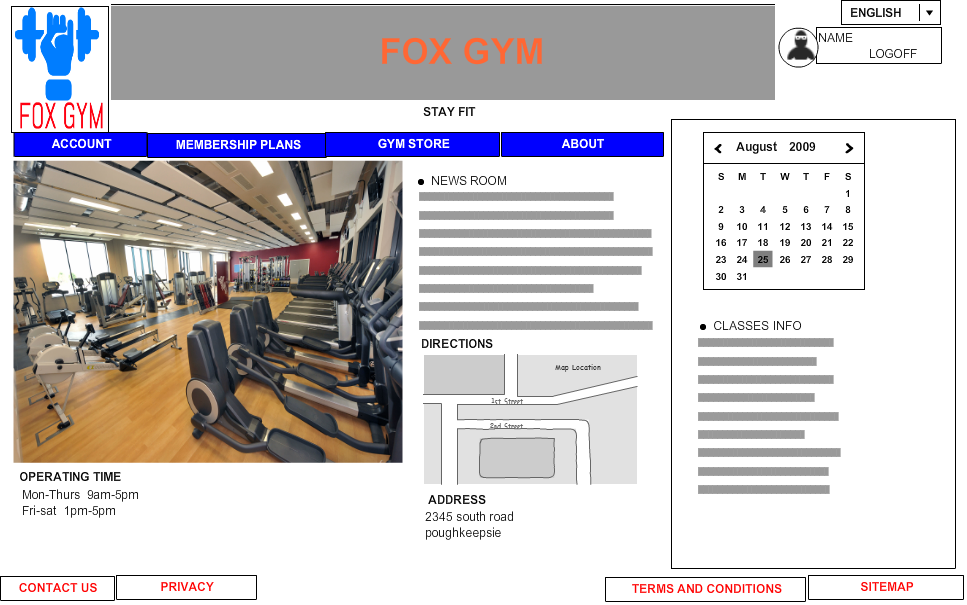 ENGLISH
NAME
LOGOFF
FOX GYM
FOX GYM
STAY FIT
ACCOUNT
MEMBERSHIP PLANS
GYM STORE
ABOUT
August 2009
S M T W T F S
1
2 3 4 5 6 7 8
9 10 11 12 13 14 15
16 17 18 19 20 21 22
23 24 25 26 27 28 29
30 31
NEWS ROOM
CLASSES INFO
DIRECTIONS
Map Location
1st Street
2nd Street
OPERATING TIME
Mon-Thurs 9am-5pm
Fri-sat 1pm-5pm
ADDRESS
2345 south road
poughkeepsie
CONTACT US
PRIVACY
TERMS AND CONDITIONS
SITEMAP